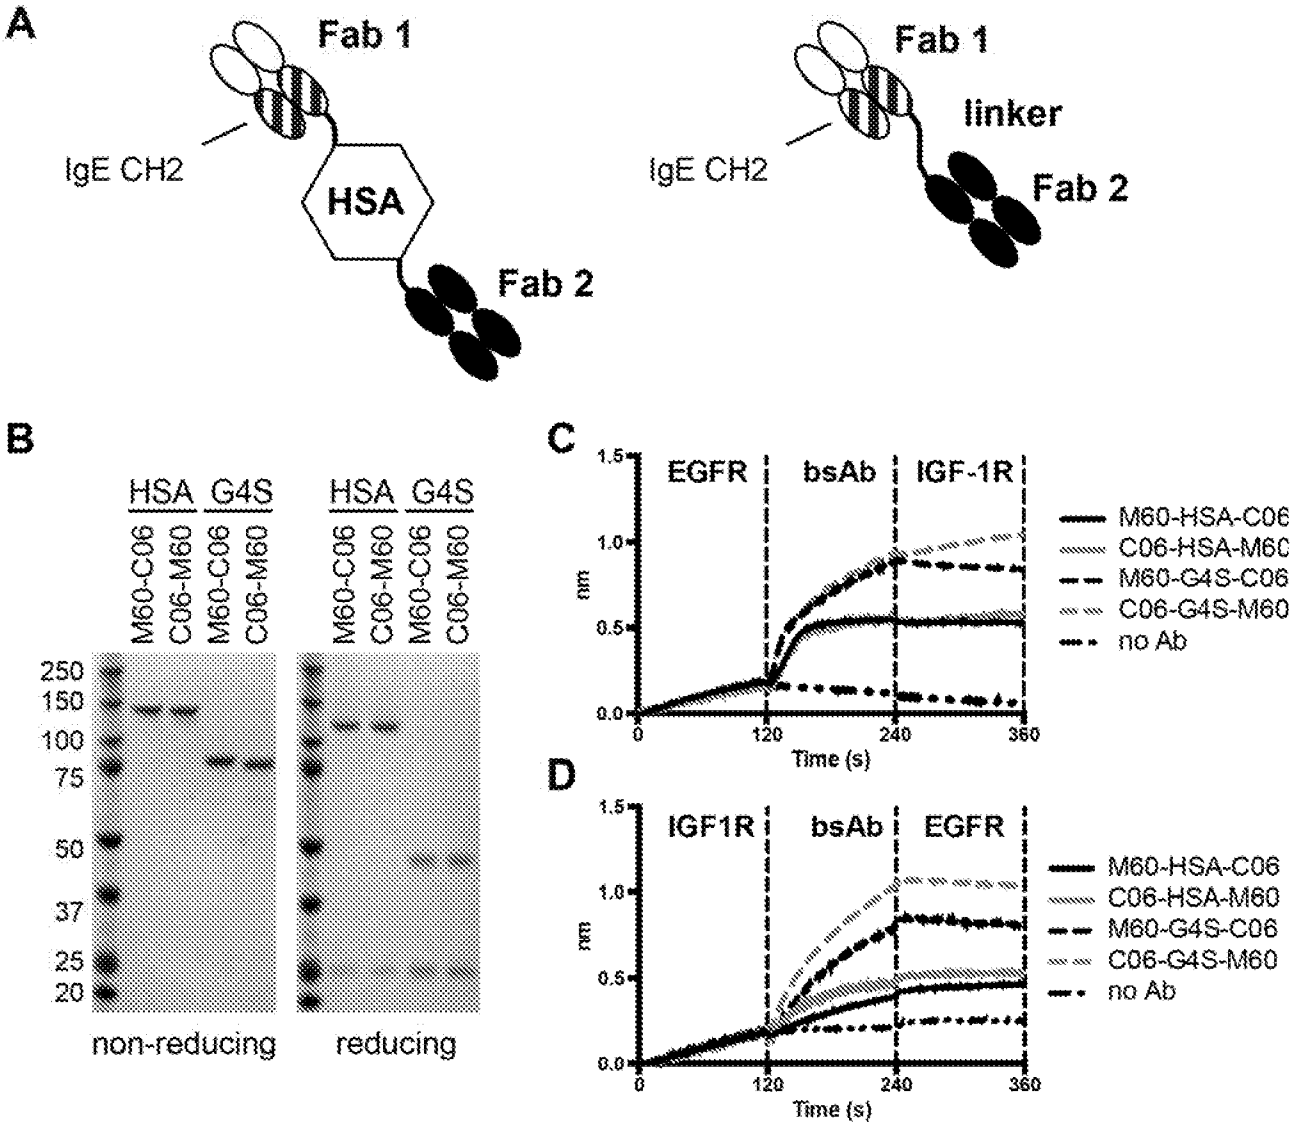 A
Fab 1
IgE CH2
HSA
Fab 2
Fab 1
linker
IgE CH2
Fab 2
B
HSA G4S
M60-C06
C06-M60
M60-C06
C06-M60
HSA G4S
M60-C06
C06-M60
M60-C06
C06-M60
250
150
100
75
50
37
25
20
non-reducing
reducing
C
1.5
1.0
0.5
0.0
nm
EGFR bsAb IGF-1R
0 120 240 360
Time (s)
M60-HSA-C06
C06-HSA-M60
M60-G4S-C06
C06-G4S-M60
no Ab
D
1.5
1.0
0.5
0.0
nm
IGF1R bsAb EGFR
0 120 240 360
Time (s)
M60-HSA-C06
C06-HSA-M60
M60-G4S-C06
C06-G4S-M60
no Ab